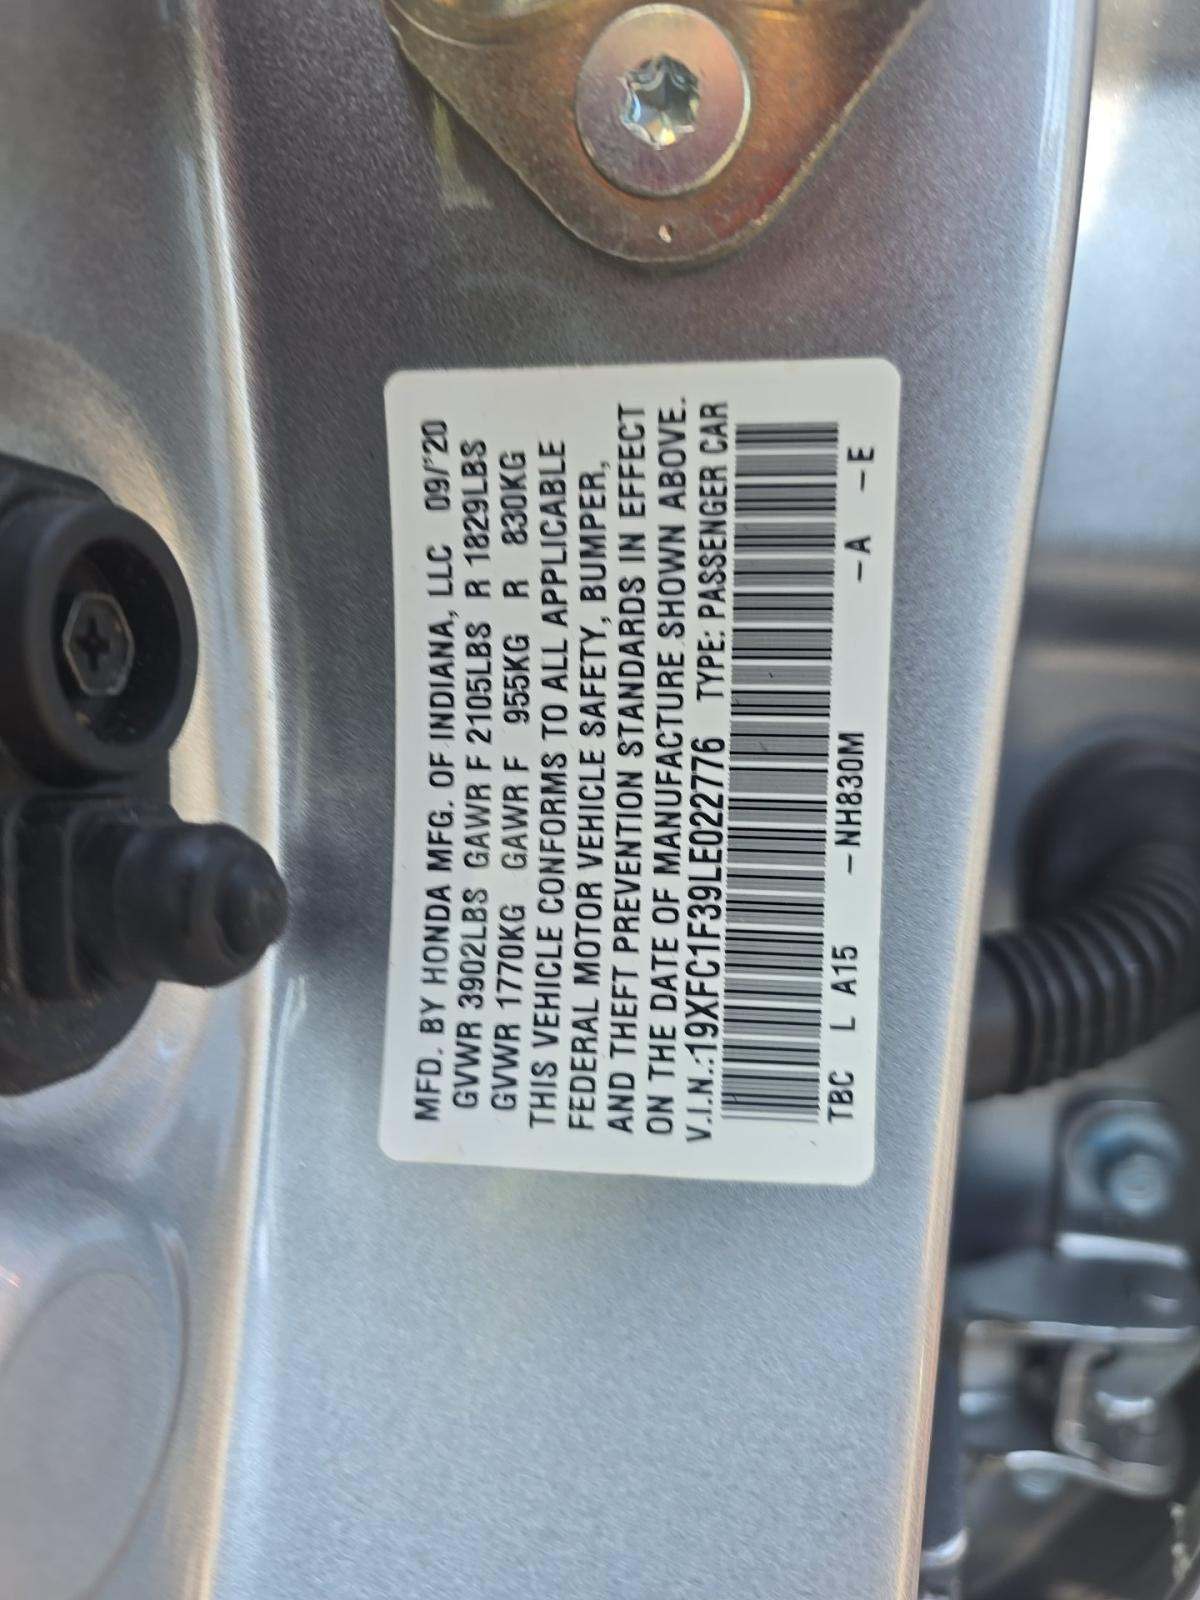 MFD. BY HONDA MFG. OF INDIANA, LLC 09/'20
GVWR 3902LBS GAWR F 2105LBS R 1829LBS
GVWR 1770KG GAWR F 955KG R 830KG
THIS VEHICLE CONFORMS TO ALL APPLICABLE
FEDERAL MOTOR VEHICLE SAFETY, BUMPER,
AND THEFT PREVENTION STANDARDS IN EFFECT
ON THE DATE OF MANUFACTURE SHOWN ABOVE.
V.I.N.:19XFC1F39LE022776 TYPE: PASSENGER CAR
TBC L A15 –NH830M –A –E